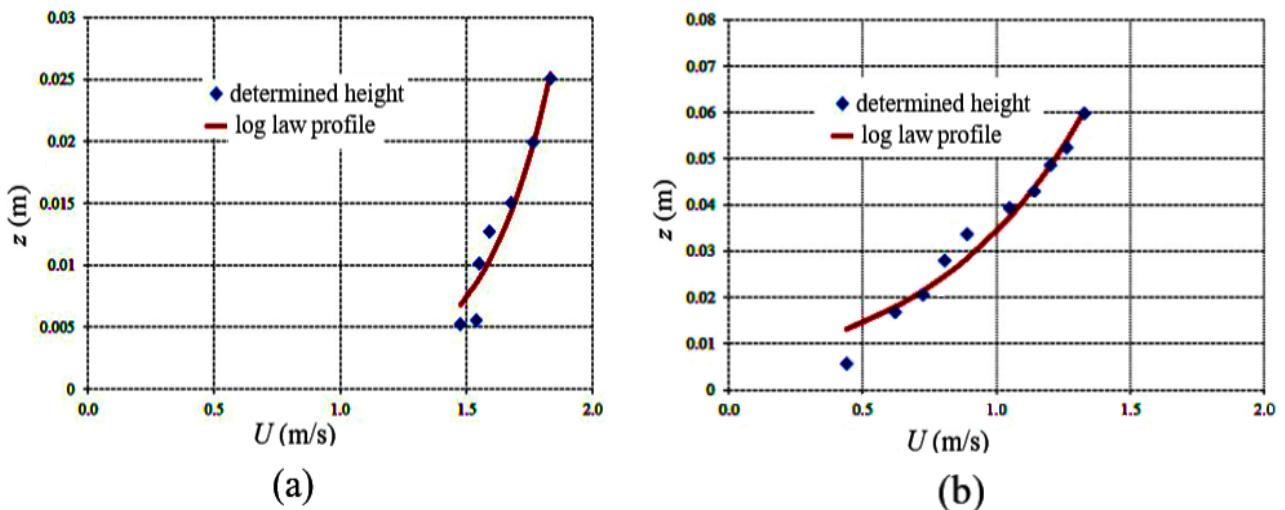 0.03
0.025
0.02
0.015
0.01
0.005
0
z (m)
determined height
log law profile
0.0 0.5 1.0 1.5 2.0
U (m/s)
(a)
0.08
0.07
0.06
0.05
0.04
0.03
0.02
0.01
0
z (m)
determined height
log law profile
0.0 0.5 1.0 1.5 2.0
U (m/s)
(b)